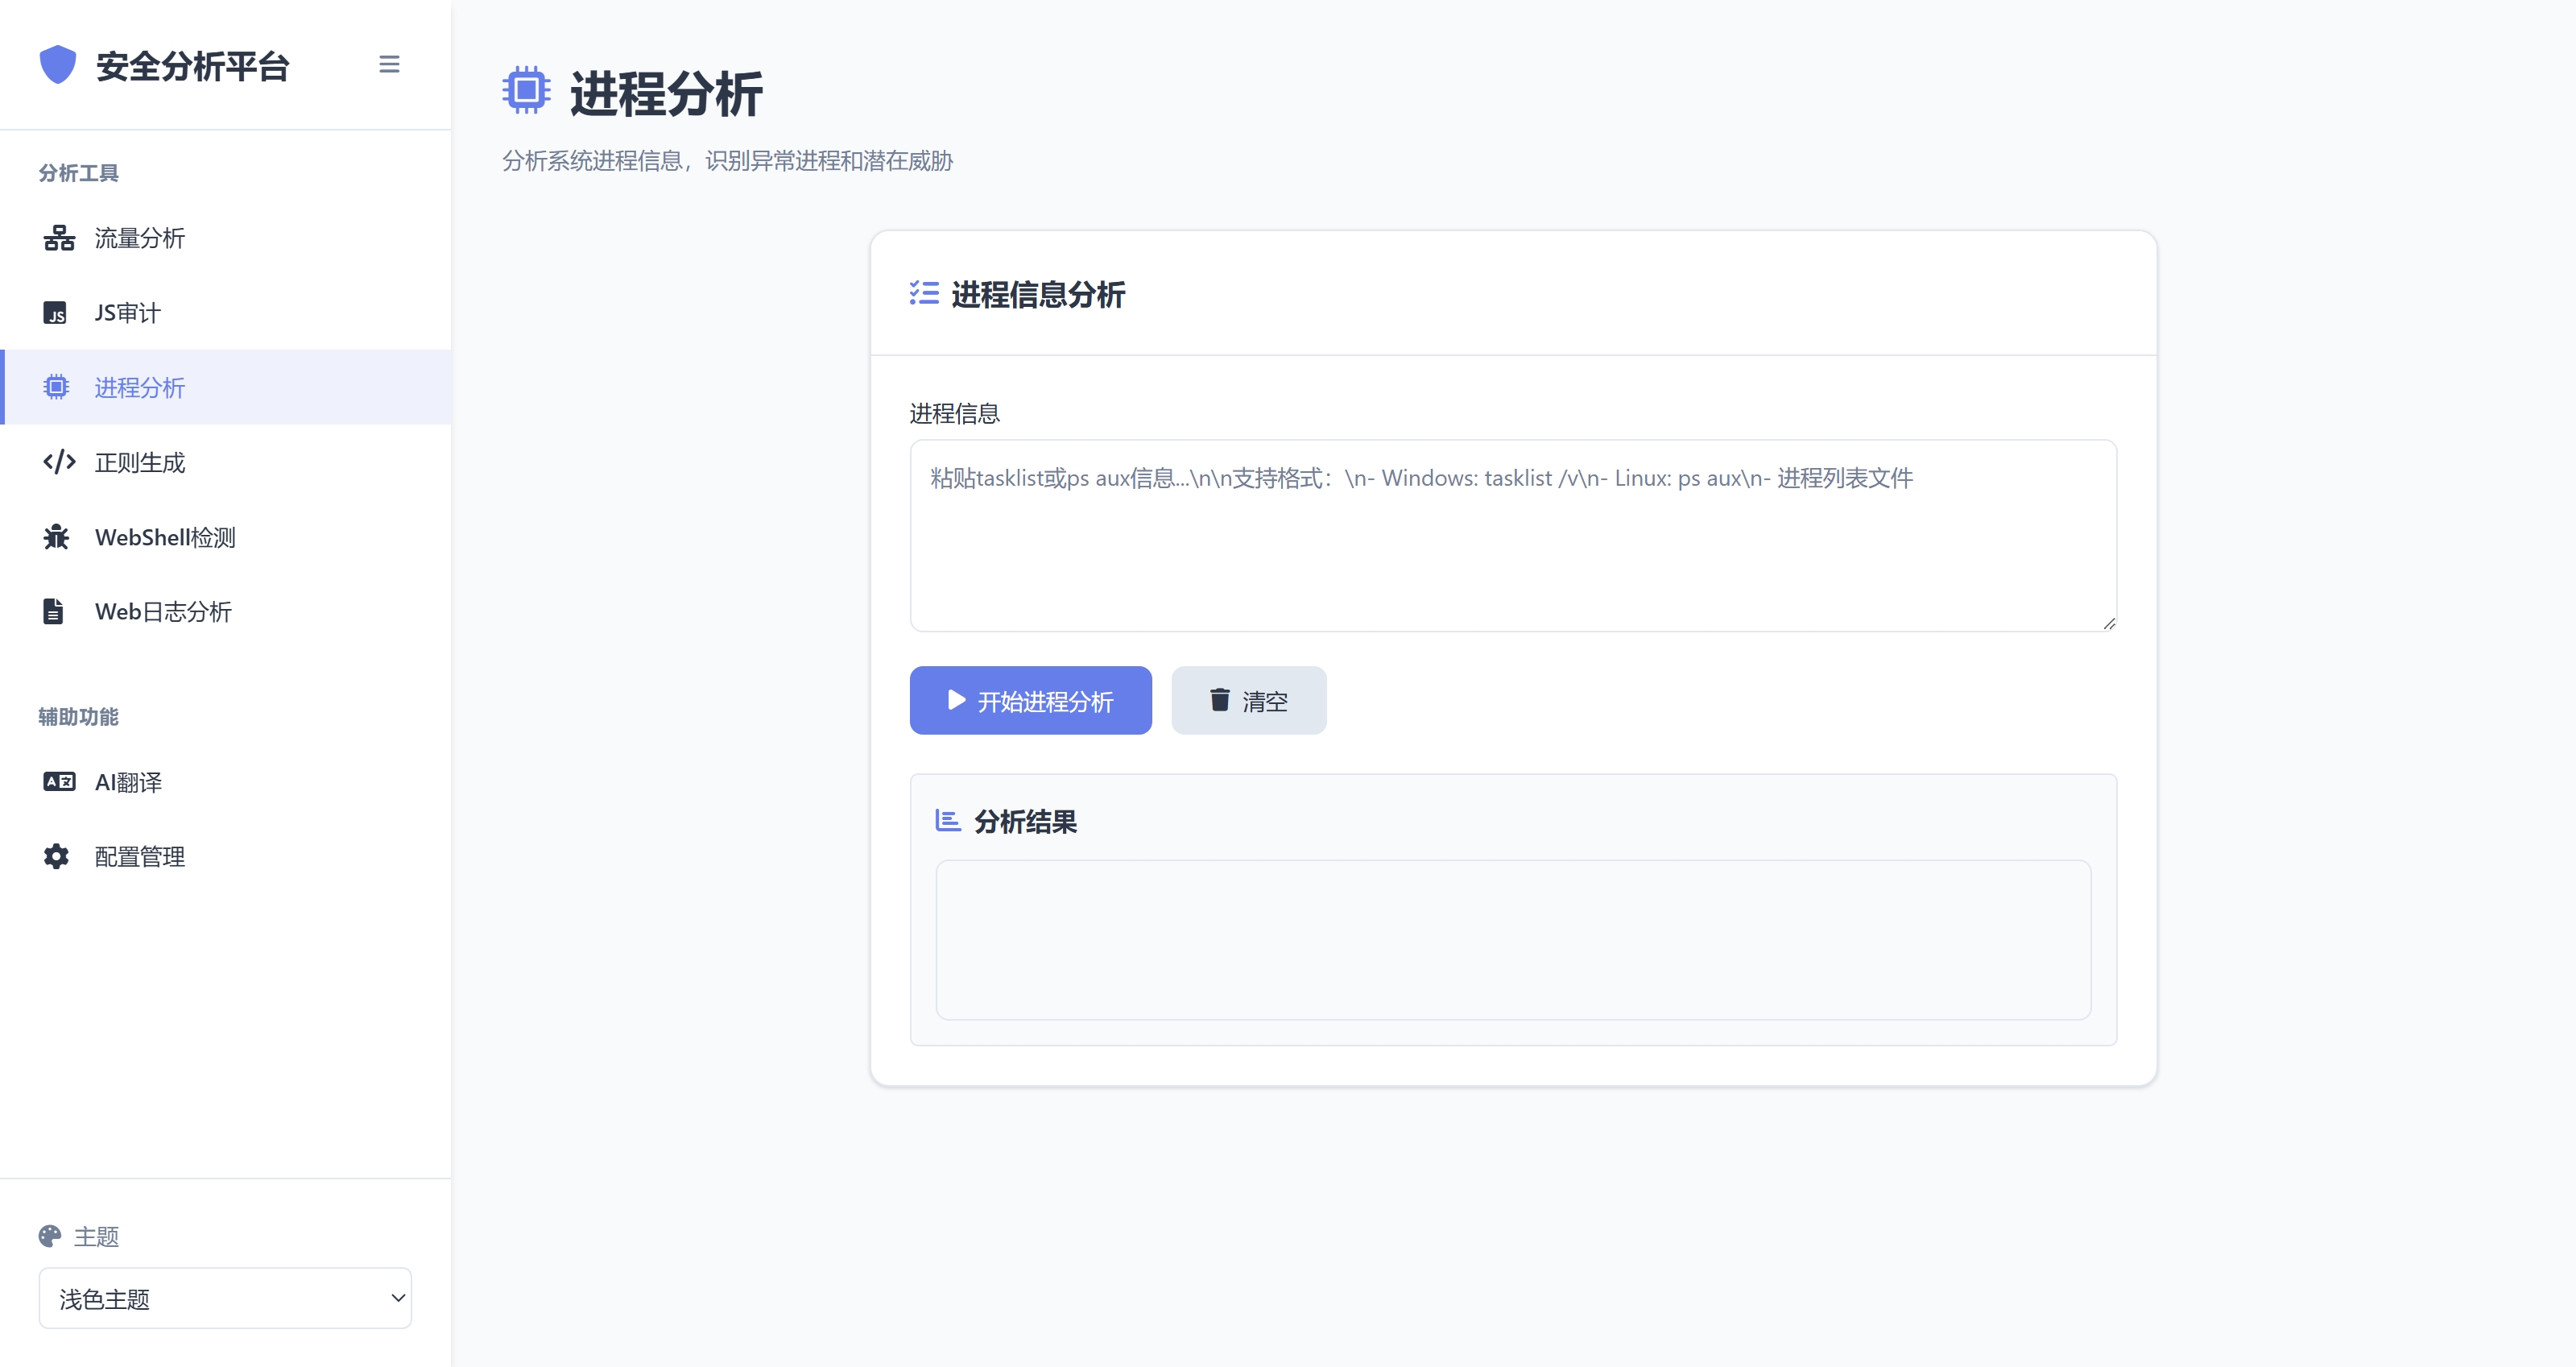 安全分析平台
分析工具
流量分析
JS审计
进程分析
正则生成
WebShell检测
Web日志分析
辅助功能
AI翻译
配置管理
主题
浅色主题
进程分析
分析系统进程信息，识别异常进程和潜在威胁
进程信息分析
进程信息
粘贴tasklist或ps aux信息...\n\n支持格式：\n- Windows: tasklist /v\n- Linux: ps aux\n- 进程列表文件
开始进程分析
清空
分析结果